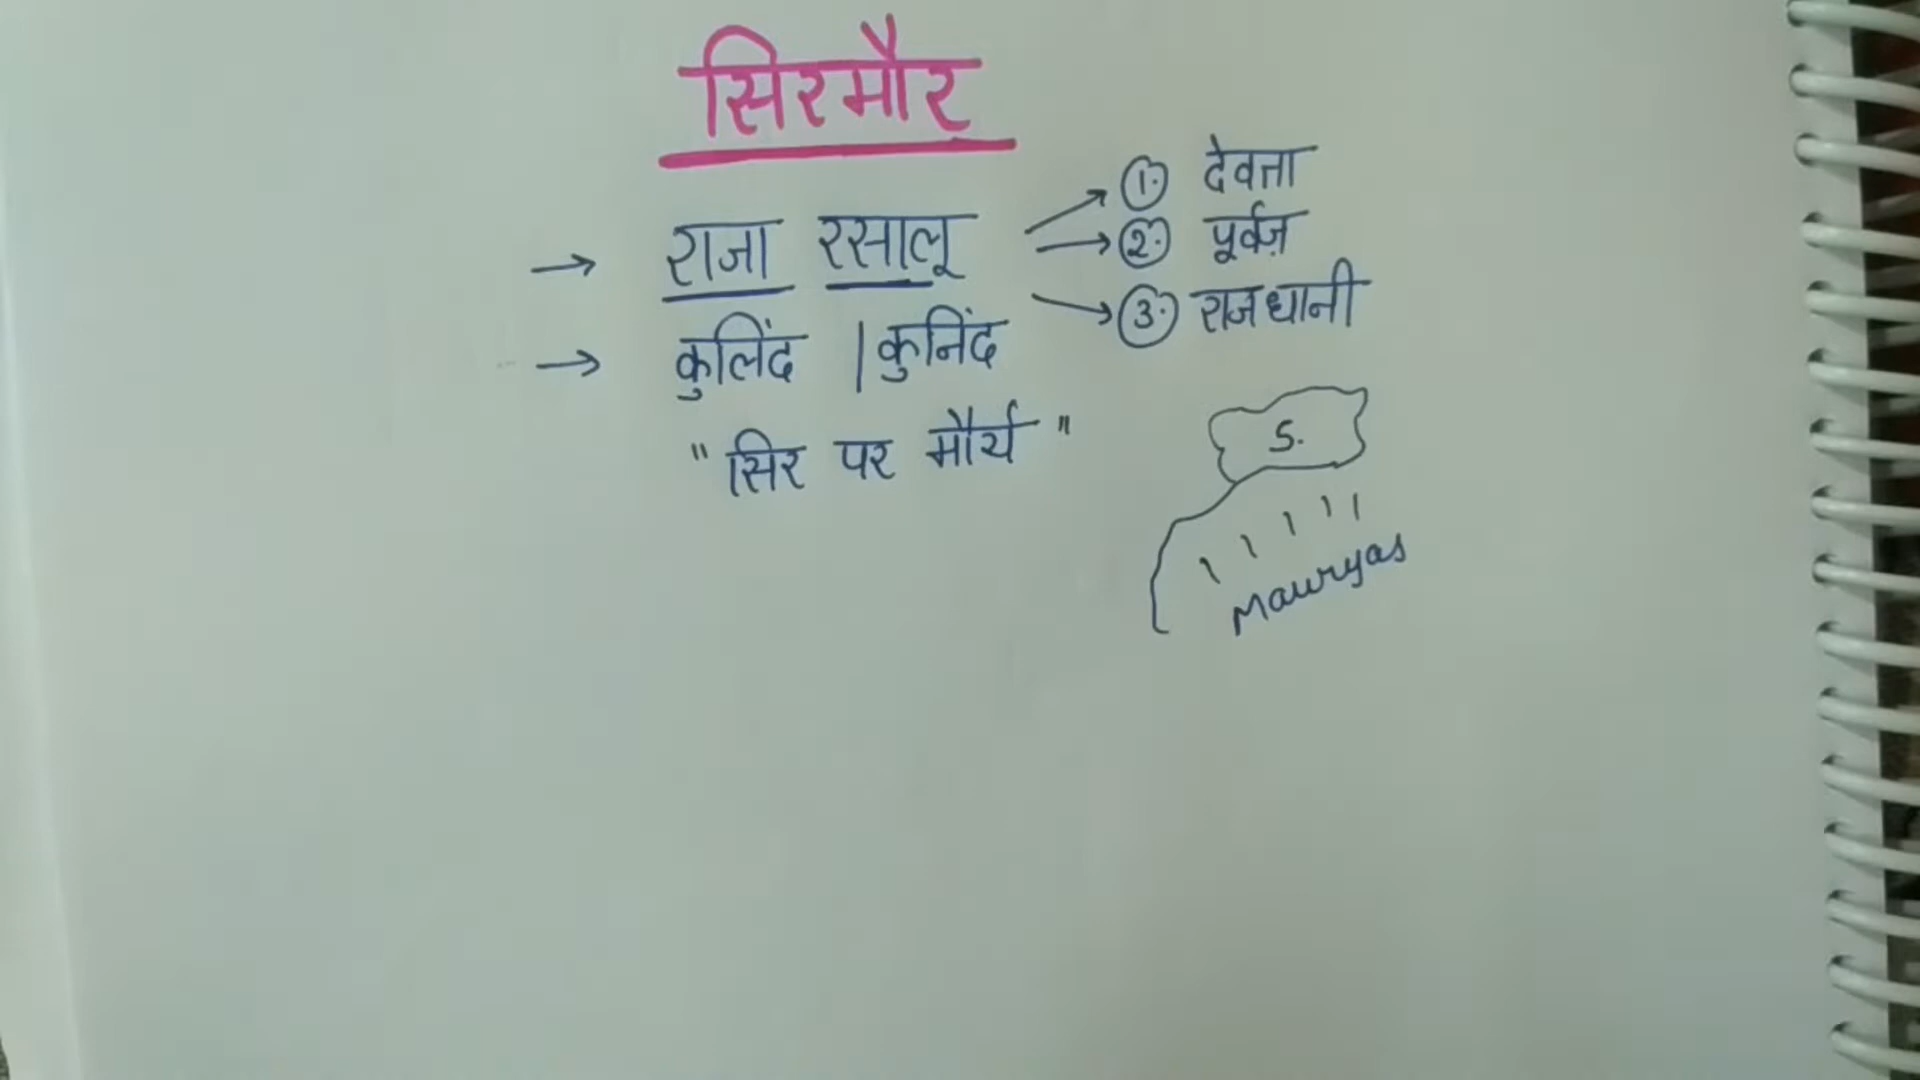 सिरमौर
→ राजा रसालू
① देवता
② पूर्वज़
③ राजधानी
→ कुलिंद | कुनिंद
"सिर पर मौर्य"
S.
Mauryas